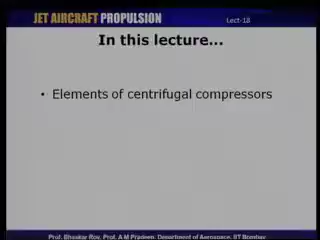 JET AIRCRAFT PROPULSION
Lect-18
In this lecture...
• Elements of centrifugal compressors
Prof. Bhaskar Roy, Prof. A M Pradeep, Department of Aerospace, IIT Bombay